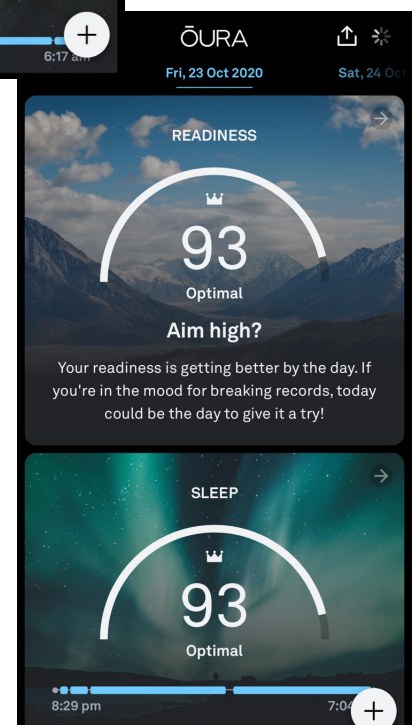 6:17 am
ŌURA
Fri, 23 Oct 2020
Sat, 24 Oct
READINESS
93
Optimal
Aim high?
Your readiness is getting better by the day. If
you're in the mood for breaking records, today
could be the day to give it a try!
SLEEP
93
Optimal
8:29 pm
7:04